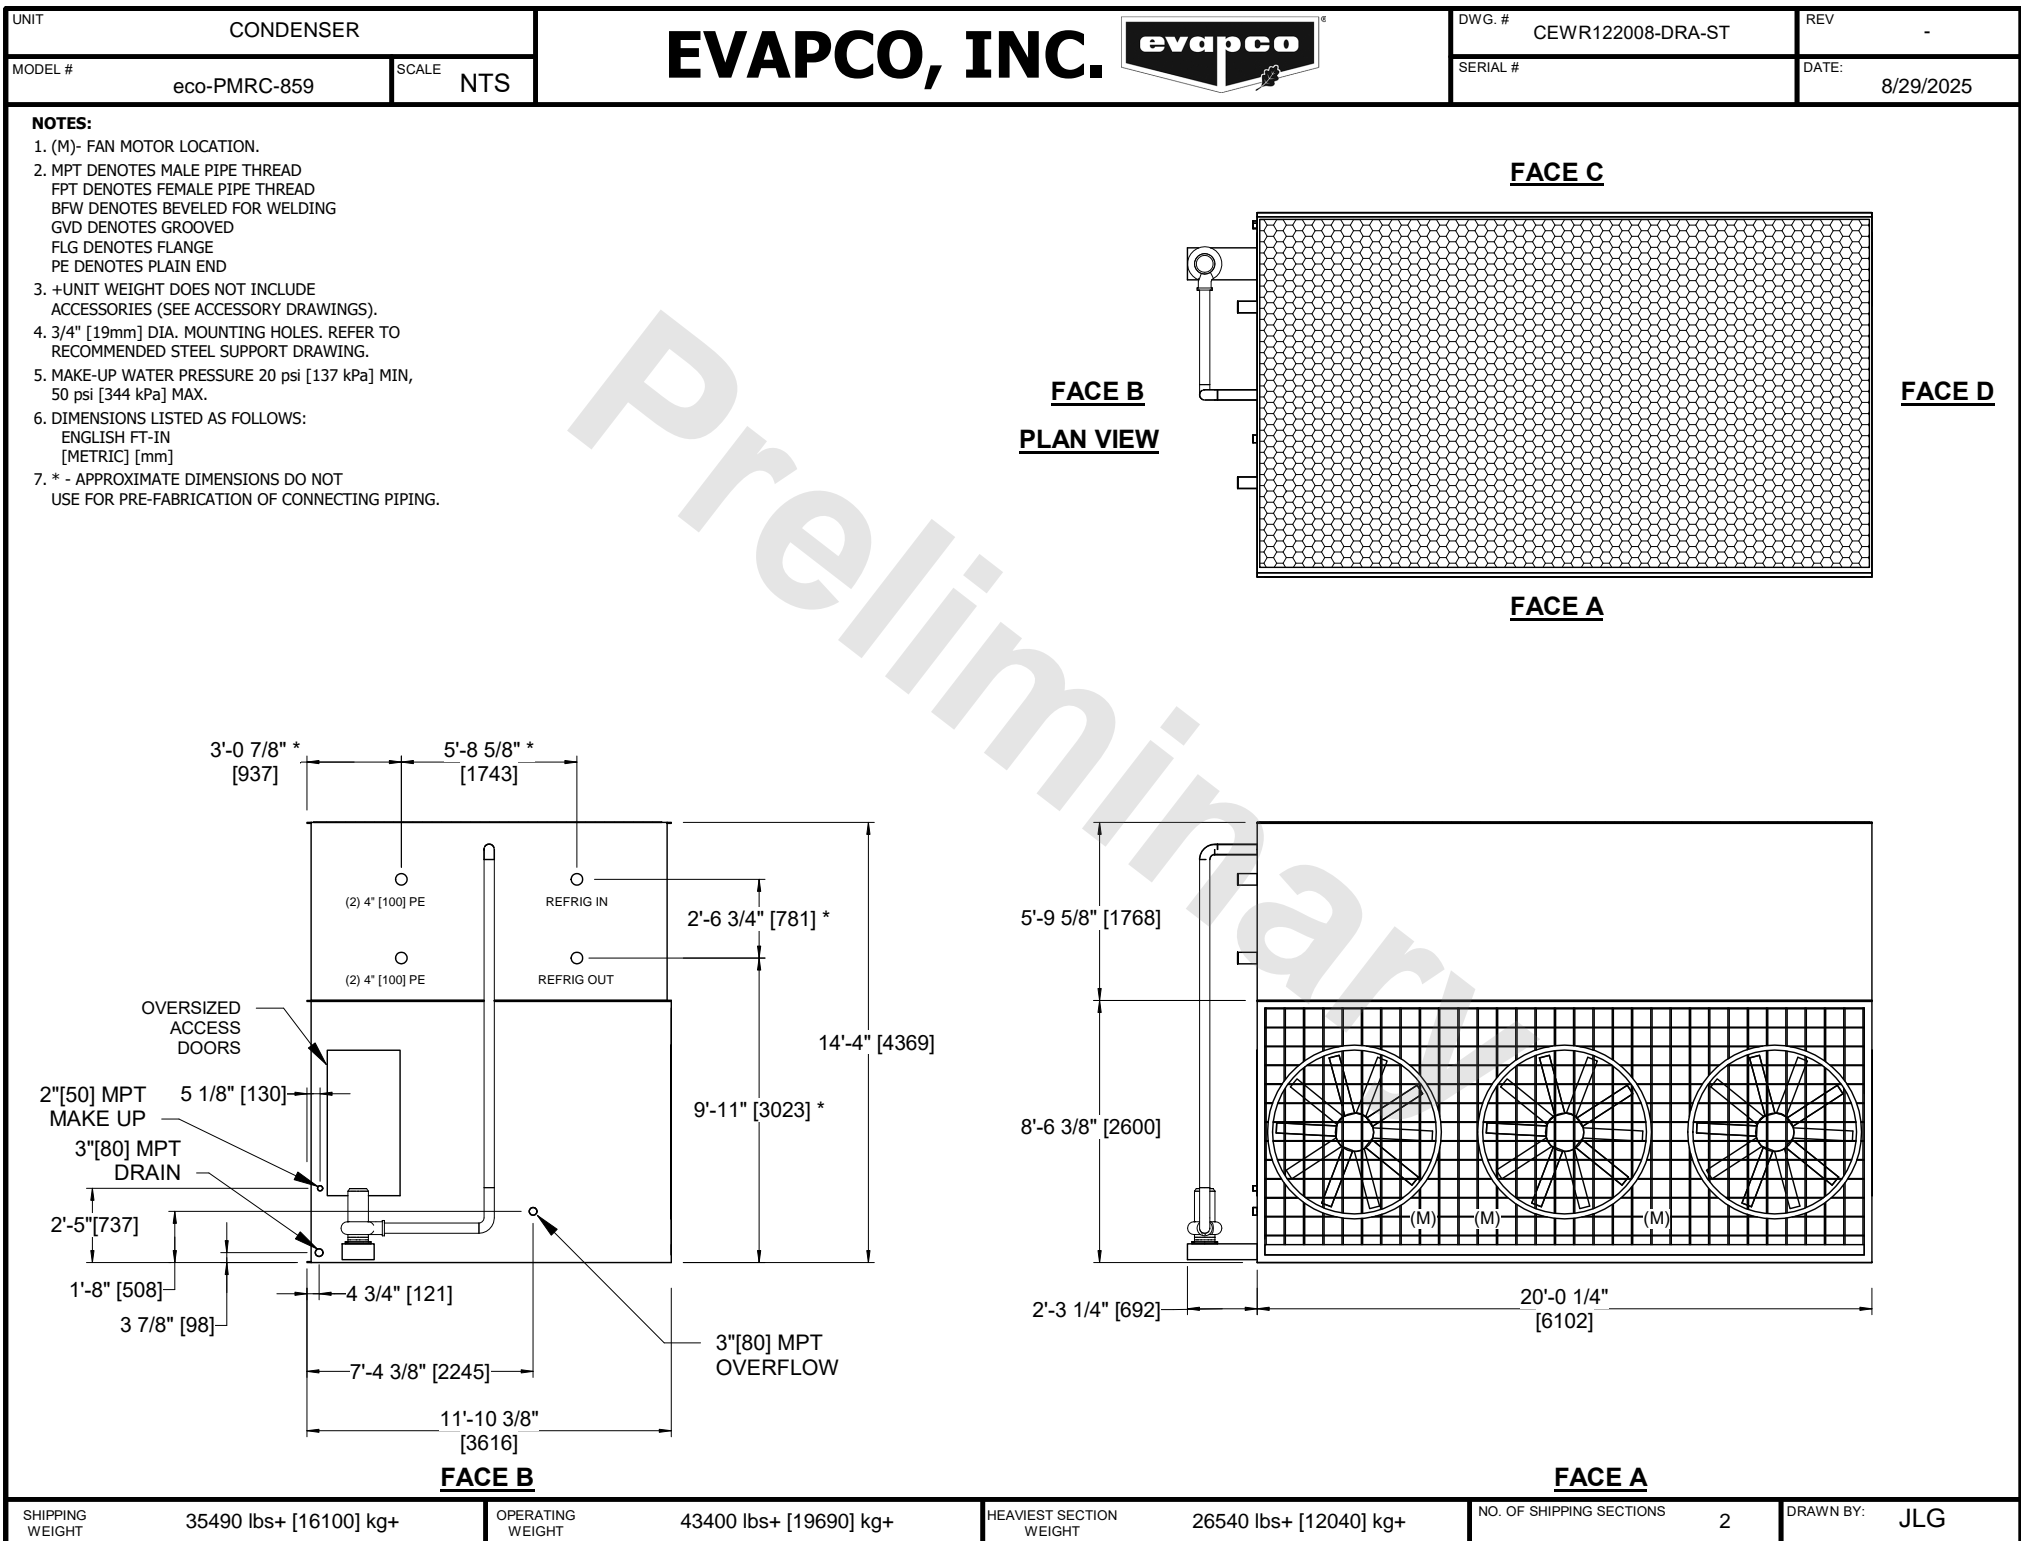 UNIT
CONDENSER
MODEL #
eco-PMRC-859
SCALE
NTS
EVAPCO, INC.
evapco
®
DWG. #
CEWR122008-DRA-ST
REV
-
SERIAL #
DATE:
8/29/2025
NOTES:
1. (M)- FAN MOTOR LOCATION.
2. MPT DENOTES MALE PIPE THREAD
FPT DENOTES FEMALE PIPE THREAD
BFW DENOTES BEVELED FOR WELDING
GVD DENOTES GROOVED
FLG DENOTES FLANGE
PE DENOTES PLAIN END
3. +UNIT WEIGHT DOES NOT INCLUDE
ACCESSORIES (SEE ACCESSORY DRAWINGS).
4. 3/4" [19mm] DIA. MOUNTING HOLES. REFER TO
RECOMMENDED STEEL SUPPORT DRAWING.
5. MAKE-UP WATER PRESSURE 20 psi [137 kPa] MIN,
50 psi [344 kPa] MAX.
6. DIMENSIONS LISTED AS FOLLOWS:
ENGLISH FT-IN
[METRIC] [mm]
7. * - APPROXIMATE DIMENSIONS DO NOT
USE FOR PRE-FABRICATION OF CONNECTING PIPING.
Preliminary
FACE C
FACE B
PLAN VIEW
FACE D
FACE A
3'-0 7/8" *
[937]
5'-8 5/8" *
[1743]
(2) 4" [100] PE
REFRIG IN
2'-6 3/4" [781] *
(2) 4" [100] PE
REFRIG OUT
OVERSIZED
ACCESS
DOORS
14'-4" [4369]
2"[50] MPT
MAKE UP
5 1/8" [130]
9'-11" [3023] *
3"[80] MPT
DRAIN
2'-5"[737]
1'-8" [508]
4 3/4" [121]
3 7/8" [98]
3"[80] MPT
OVERFLOW
7'-4 3/8" [2245]
11'-10 3/8"
[3616]
FACE B
5'-9 5/8" [1768]
8'-6 3/8" [2600]
(M)
(M)
(M)
2'-3 1/4" [692]
20'-0 1/4"
[6102]
FACE A
SHIPPING
WEIGHT
35490 lbs+ [16100] kg+
OPERATING
WEIGHT
43400 lbs+ [19690] kg+
HEAVIEST SECTION
WEIGHT
26540 lbs+ [12040] kg+
NO. OF SHIPPING SECTIONS
2
DRAWN BY:
JLG